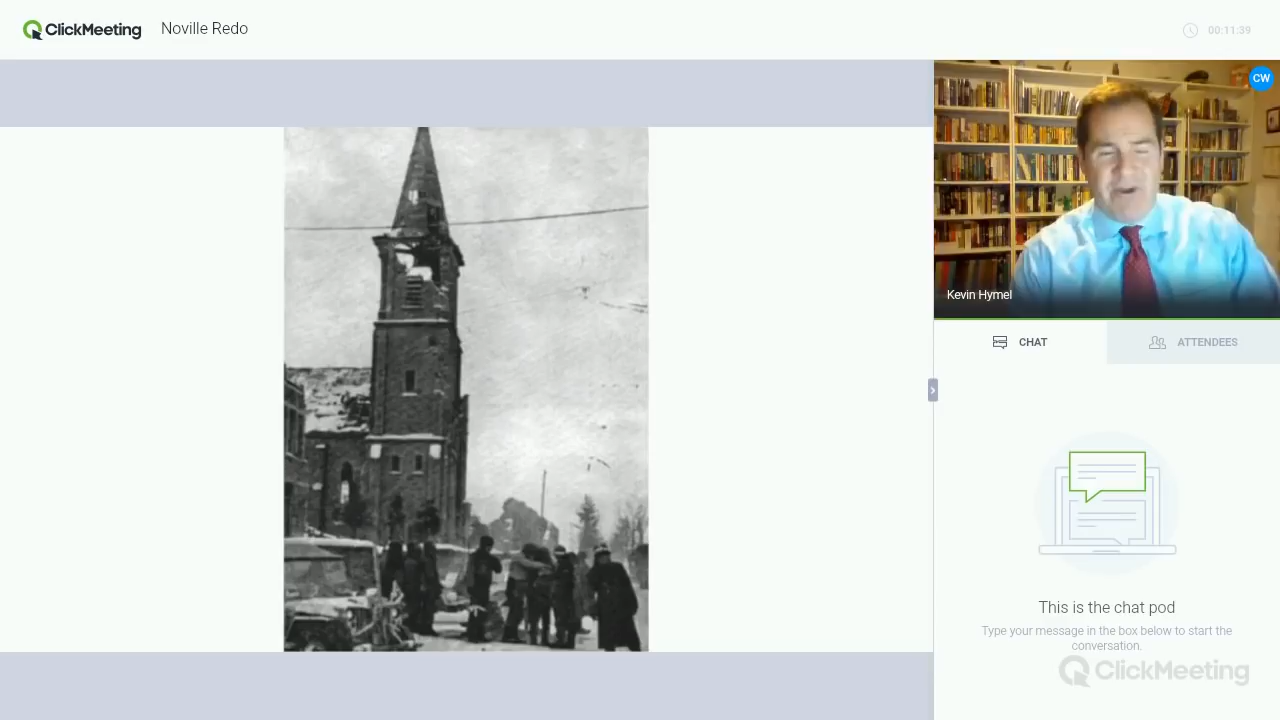 ClickMeeting
Noville Redo
00:11:39
CW
Kevin Hymel
CHAT
ATTENDEES
This is the chat pod
Type your message in the box below to start the
conversation.
ClickMeeting